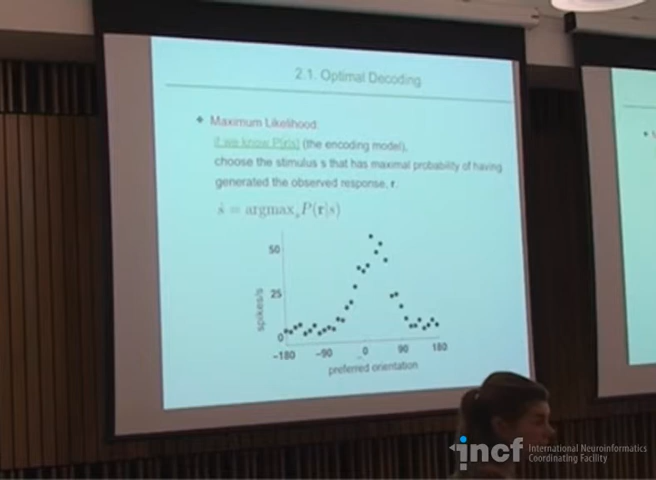 2.1. Optimal Decoding
❖ Maximum Likelihood:
if we know P(r|s) (the encoding model),
choose the stimulus s that has maximal probability of having
generated the observed response, r.
ŝ = argmaxₛP(r|s)
50
25
0
spikes/s
-180 -90 0 90 180
preferred orientation
incf International Neuroinformatics
Coordinating Facility